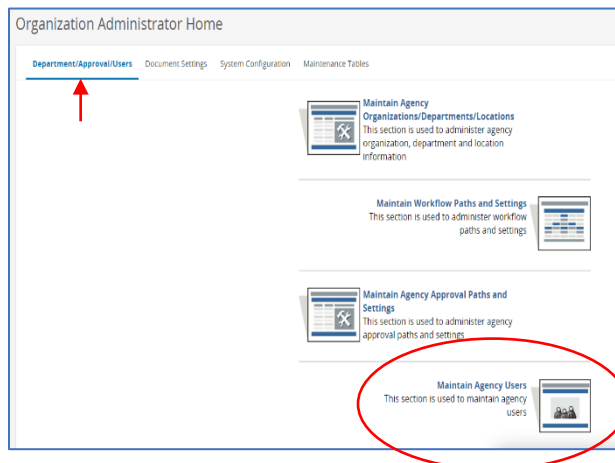 Organization Administrator Home
Department/Approval/Users Document Settings System Configuration Maintenance Tables
Maintain Agency
Organizations/Departments/Locations
This section is used to administer agency
organization, department and location
information
Maintain Workflow Paths and Settings
This section is used to administer workflow
paths and settings
Maintain Agency Approval Paths and
Settings
This section is used to administer agency
approval paths and settings
Maintain Agency Users
This section is used to maintain agency
users